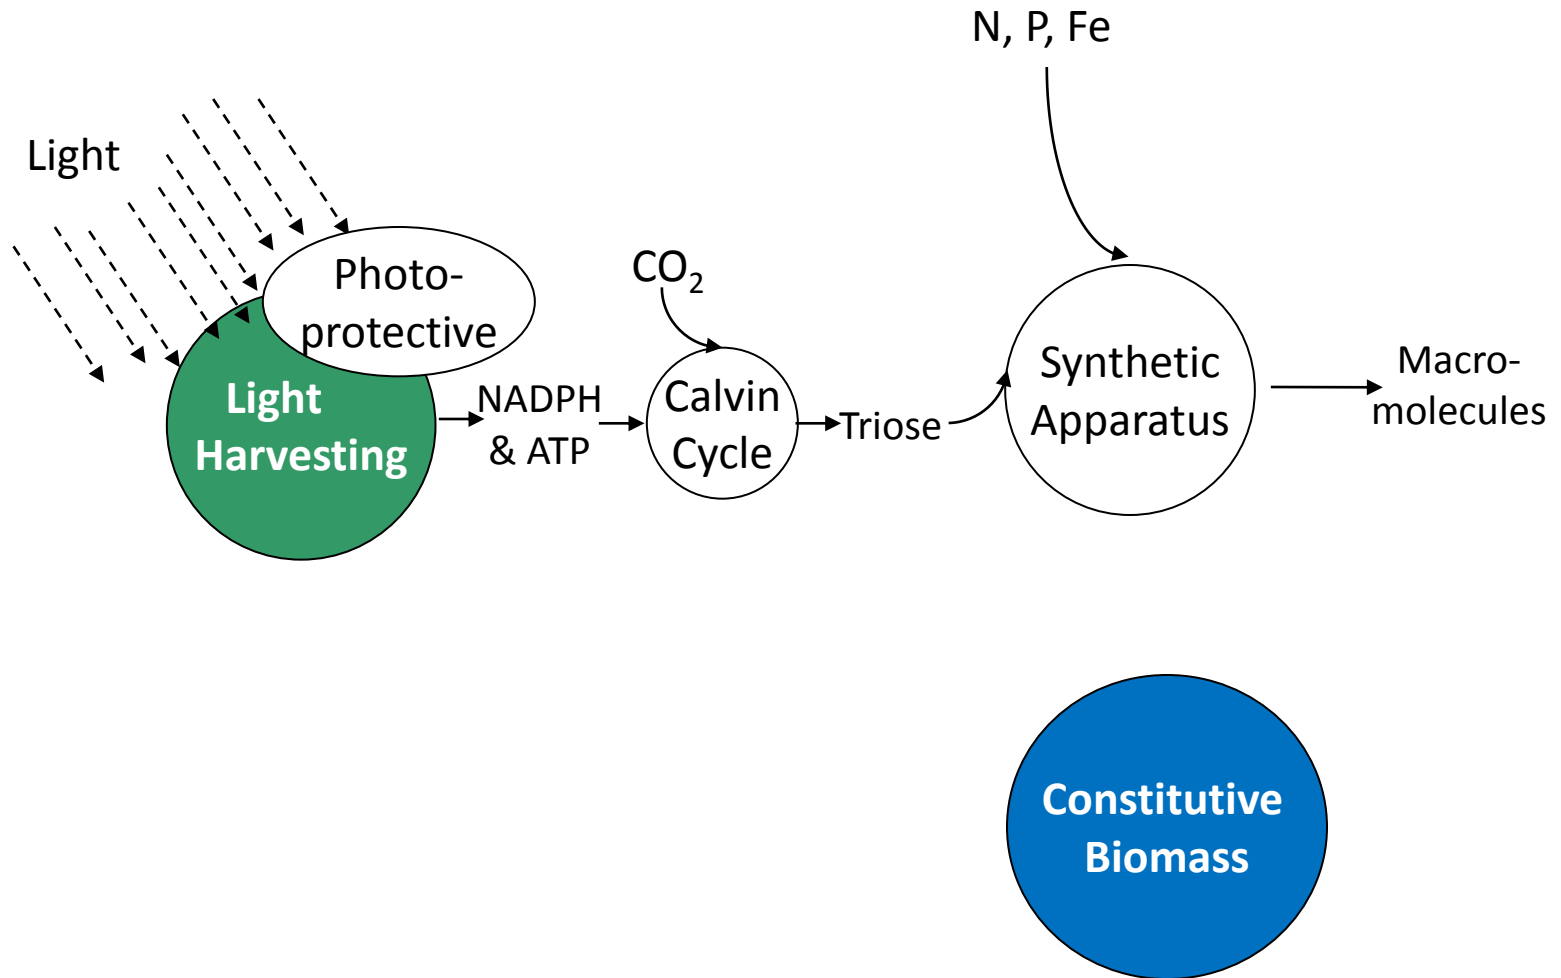 N, P, Fe
Light
Photo-
protective
Light
Harvesting
NADPH
& ATP
CO₂
Calvin
Cycle
Triose
Synthetic
Apparatus
Macro-
molecules
Constitutive
Biomass